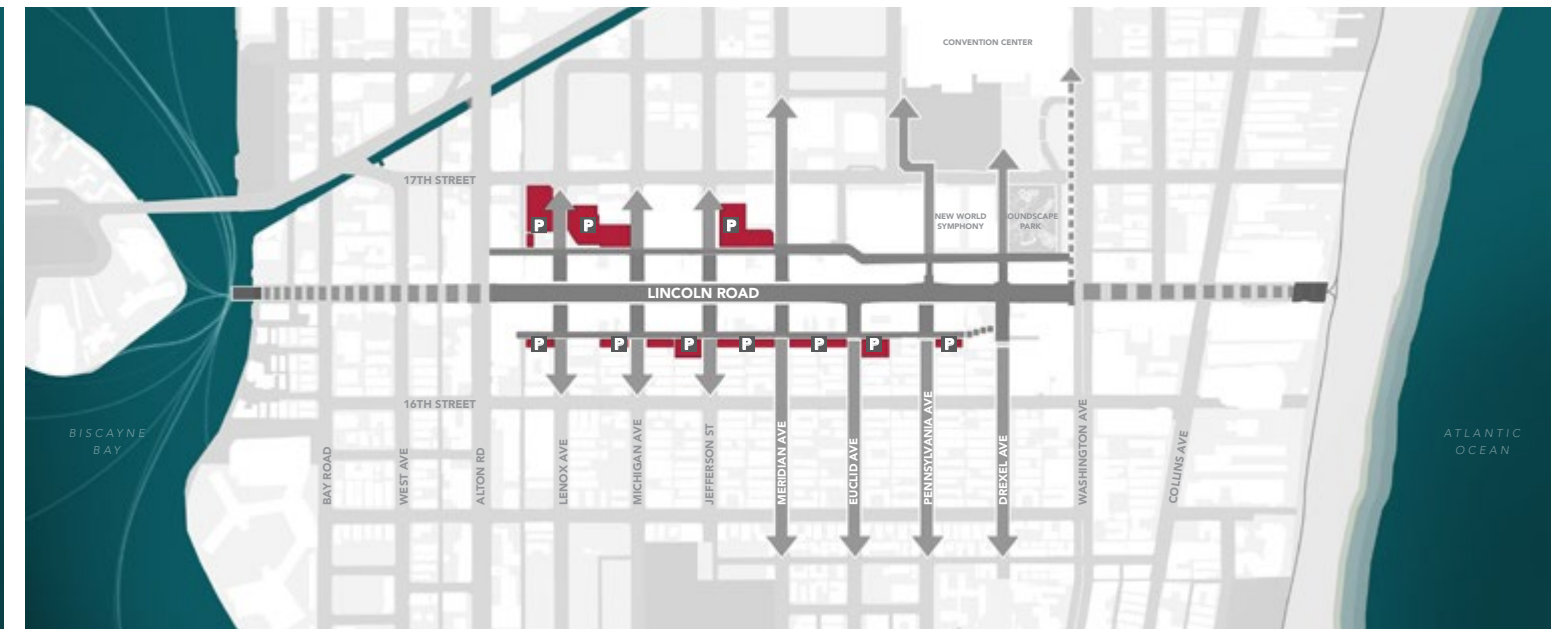 CONVENTION CENTER
17TH STREET
P
P
P
NEW WORLD
SYMPHONY
OUNDSCAPE
PARK
LINCOLN ROAD
P
P
P
P
P
P
P
16TH STREET
BISCAYNE
BAY
ATLANTIC
OCEAN
BAY ROAD
WEST AVE
ALTON RD
LENOX AVE
MICHIGAN AVE
JEFFERSON ST
MERIDIAN AVE
EUCLID AVE
PENNSYLVANIA AVE
DREXEL AVE
WASHINGTON AVE
COLLINS AVE